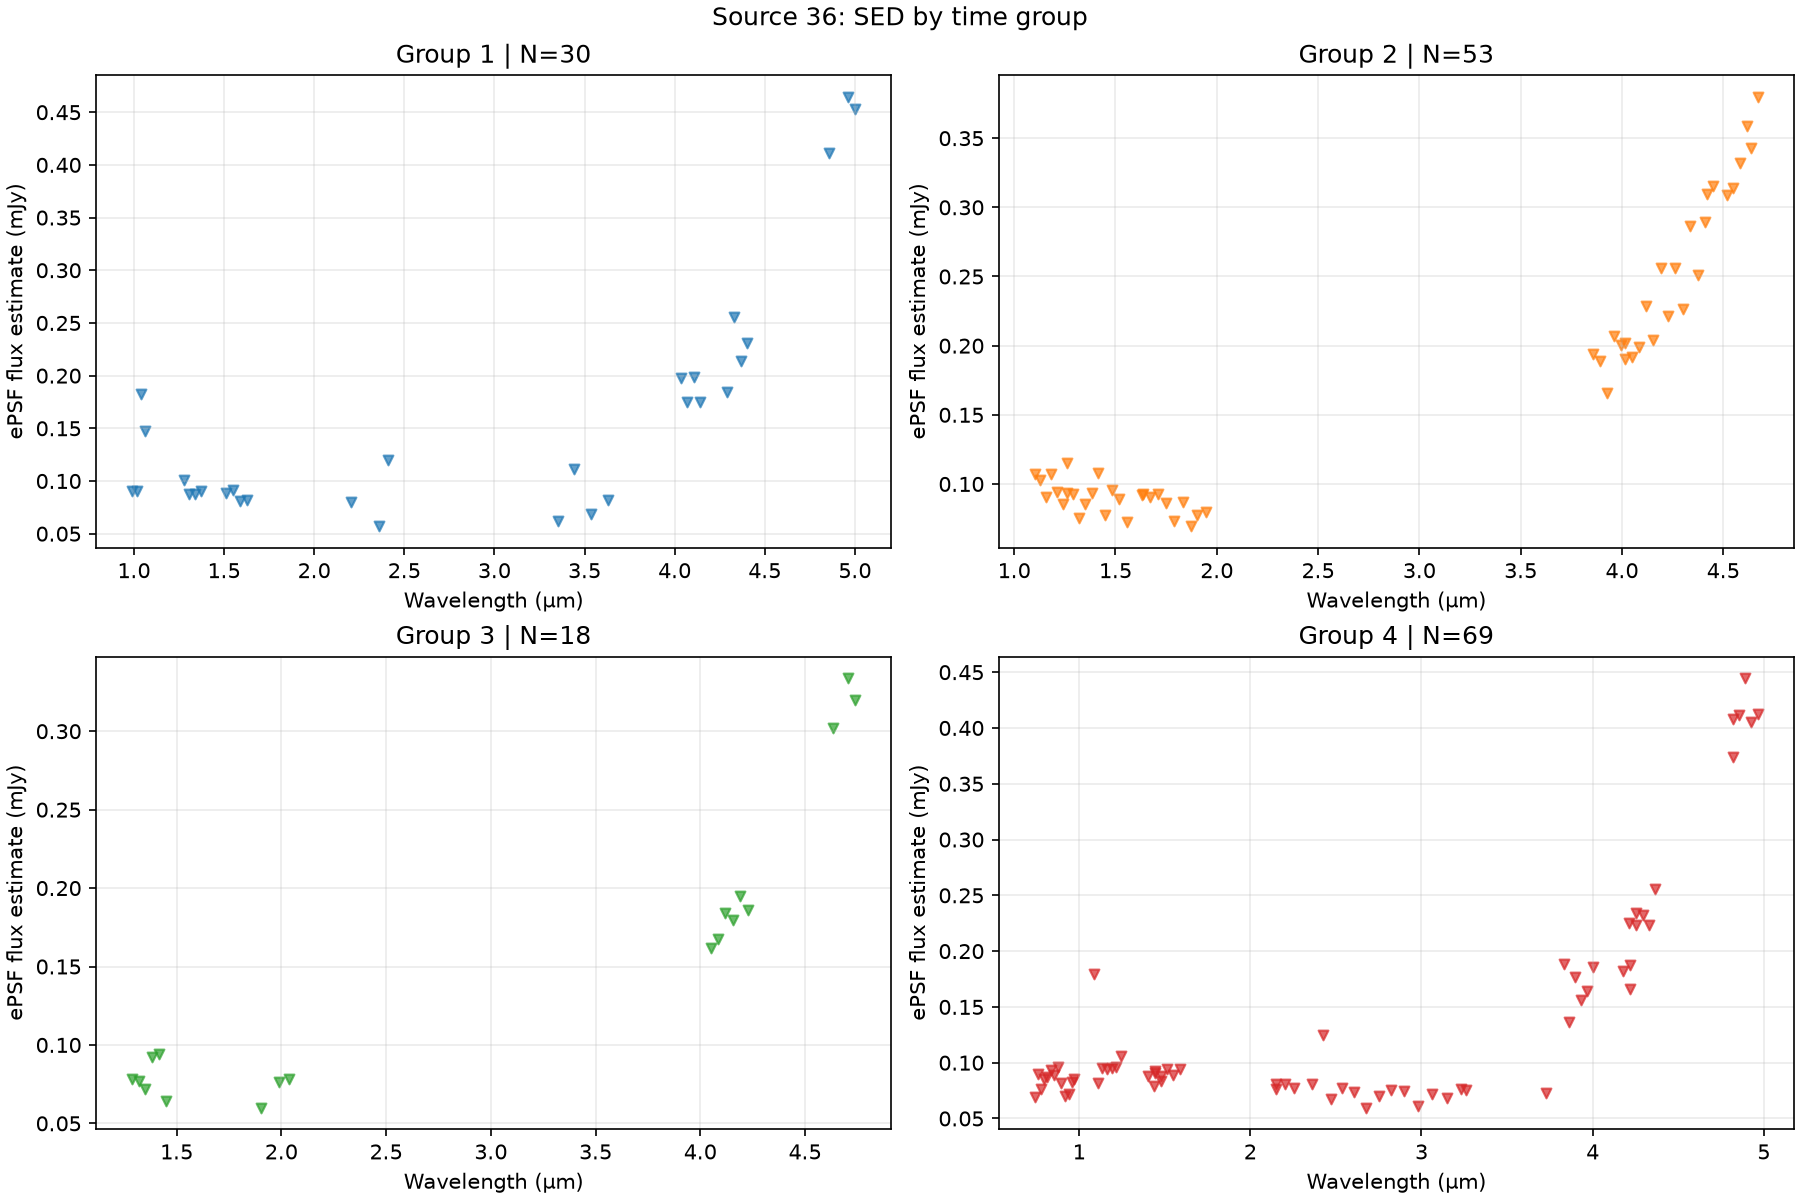 Source 36: SED by time group
Group 1 | N=30
0.45
0.40
0.35
0.30
0.25
0.20
0.15
0.10
0.05
ePSF flux estimate (mJy)
1.0 1.5 2.0 2.5 3.0 3.5 4.0 4.5 5.0
Wavelength (μm)
Group 2 | N=53
0.35
0.30
0.25
0.20
0.15
0.10
ePSF flux estimate (mJy)
1.0 1.5 2.0 2.5 3.0 3.5 4.0 4.5
Wavelength (μm)
Group 3 | N=18
0.30
0.25
0.20
0.15
0.10
0.05
ePSF flux estimate (mJy)
1.5 2.0 2.5 3.0 3.5 4.0 4.5
Wavelength (μm)
Group 4 | N=69
0.45
0.40
0.35
0.30
0.25
0.20
0.15
0.10
0.05
ePSF flux estimate (mJy)
1 2 3 4 5
Wavelength (μm)